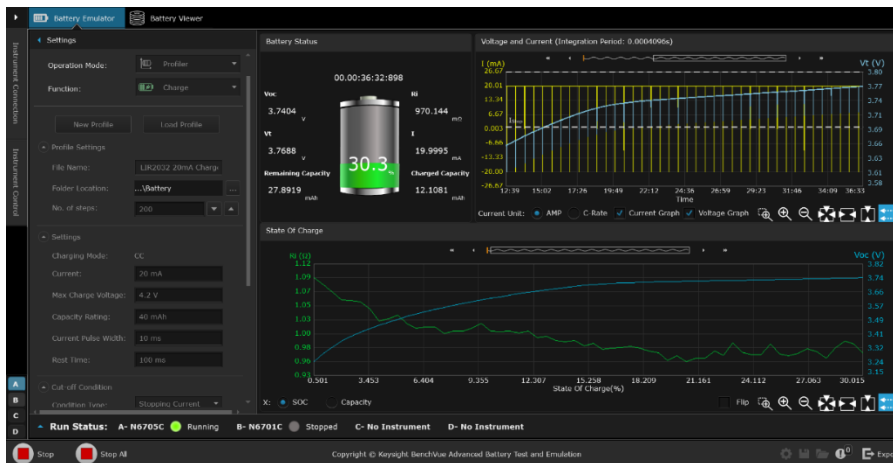 Battery Emulator
Battery Viewer
Instrument Connection
Instrument Control
Settings
Operation Mode: Profiler
Function: Charge
New Profile Load Profile
Profile Settings
File Name: LIR2032 20mA Charg
Folder Location: ...\Battery ...
No. of steps: 200
Settings
Charging Mode: CC
Current: 20 mA
Max Charge Voltage: 4.2 V
Capacity Rating: 40 mAh
Current Pulse Width: 10 ms
Rest Time: 100 ms
Cut-off Condition
Condition Type: Stopping Current
A
B
C
D
Battery Status
00.00:36:32:898
Voc Ri
3.7404 V 970.144 mΩ
Vt I
3.7688 V 19.9995 mA
30.3 %
Remaining Capacity Charged Capacity
27.8919 mAh 12.1081 mAh
Voltage and Current (Integration Period: 0.0004096s)
I (mA) Vt (V)
26.67 3.80
20.01 3.77
13.34 3.74
6.67 3.71
0.003 3.69
-6.66 3.66
-13.33 3.63
-20.00 3.61
-26.67 3.58
12:39 15:02 17:26 19:49 22:12 24:36 26:59 29:23 31:46 34:09 36:33
Time
Current Unit: AMP C-Rate Current Graph Voltage Graph
State Of Charge
Ri (Ω) Voc (V)
1.12 3.82
1.09 3.74
1.07 3.66
1.05 3.57
1.03 3.49
1.00 3.41
0.98 3.32
0.96 3.24
0.93 3.15
0.501 3.453 6.404 9.355 12.307 15.258 18.209 21.161 24.112 27.063 30.015
State Of Charge(%)
X: SOC Capacity Flip
Run Status: A- N6705C Running B- N6701C Stopped C- No Instrument D- No Instrument
Stop Stop All Copyright © Keysight BenchVue Advanced Battery Test and Emulation 0 Expo